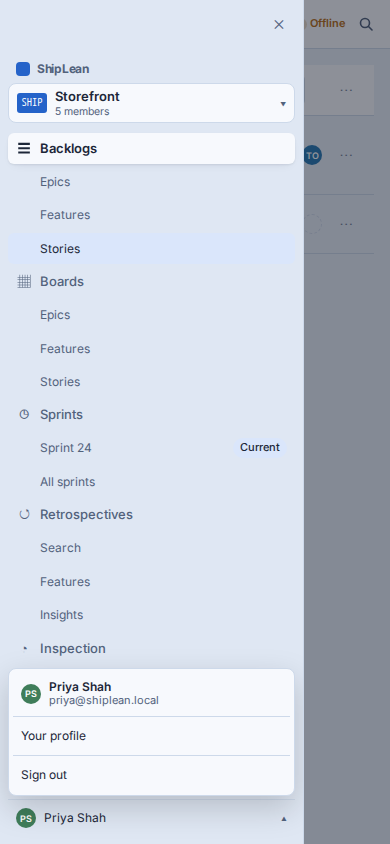 Offline
ShipLean
SHIP
Storefront
5 members
Backlogs
Epics
Features
Stories
TO
Boards
Epics
Features
Stories
Sprints
Sprint 24
Current
All sprints
Retrospectives
Search
Features
Insights
Inspection
PS
Priya Shah
priya@shiplean.local
Your profile
Sign out
PS
Priya Shah